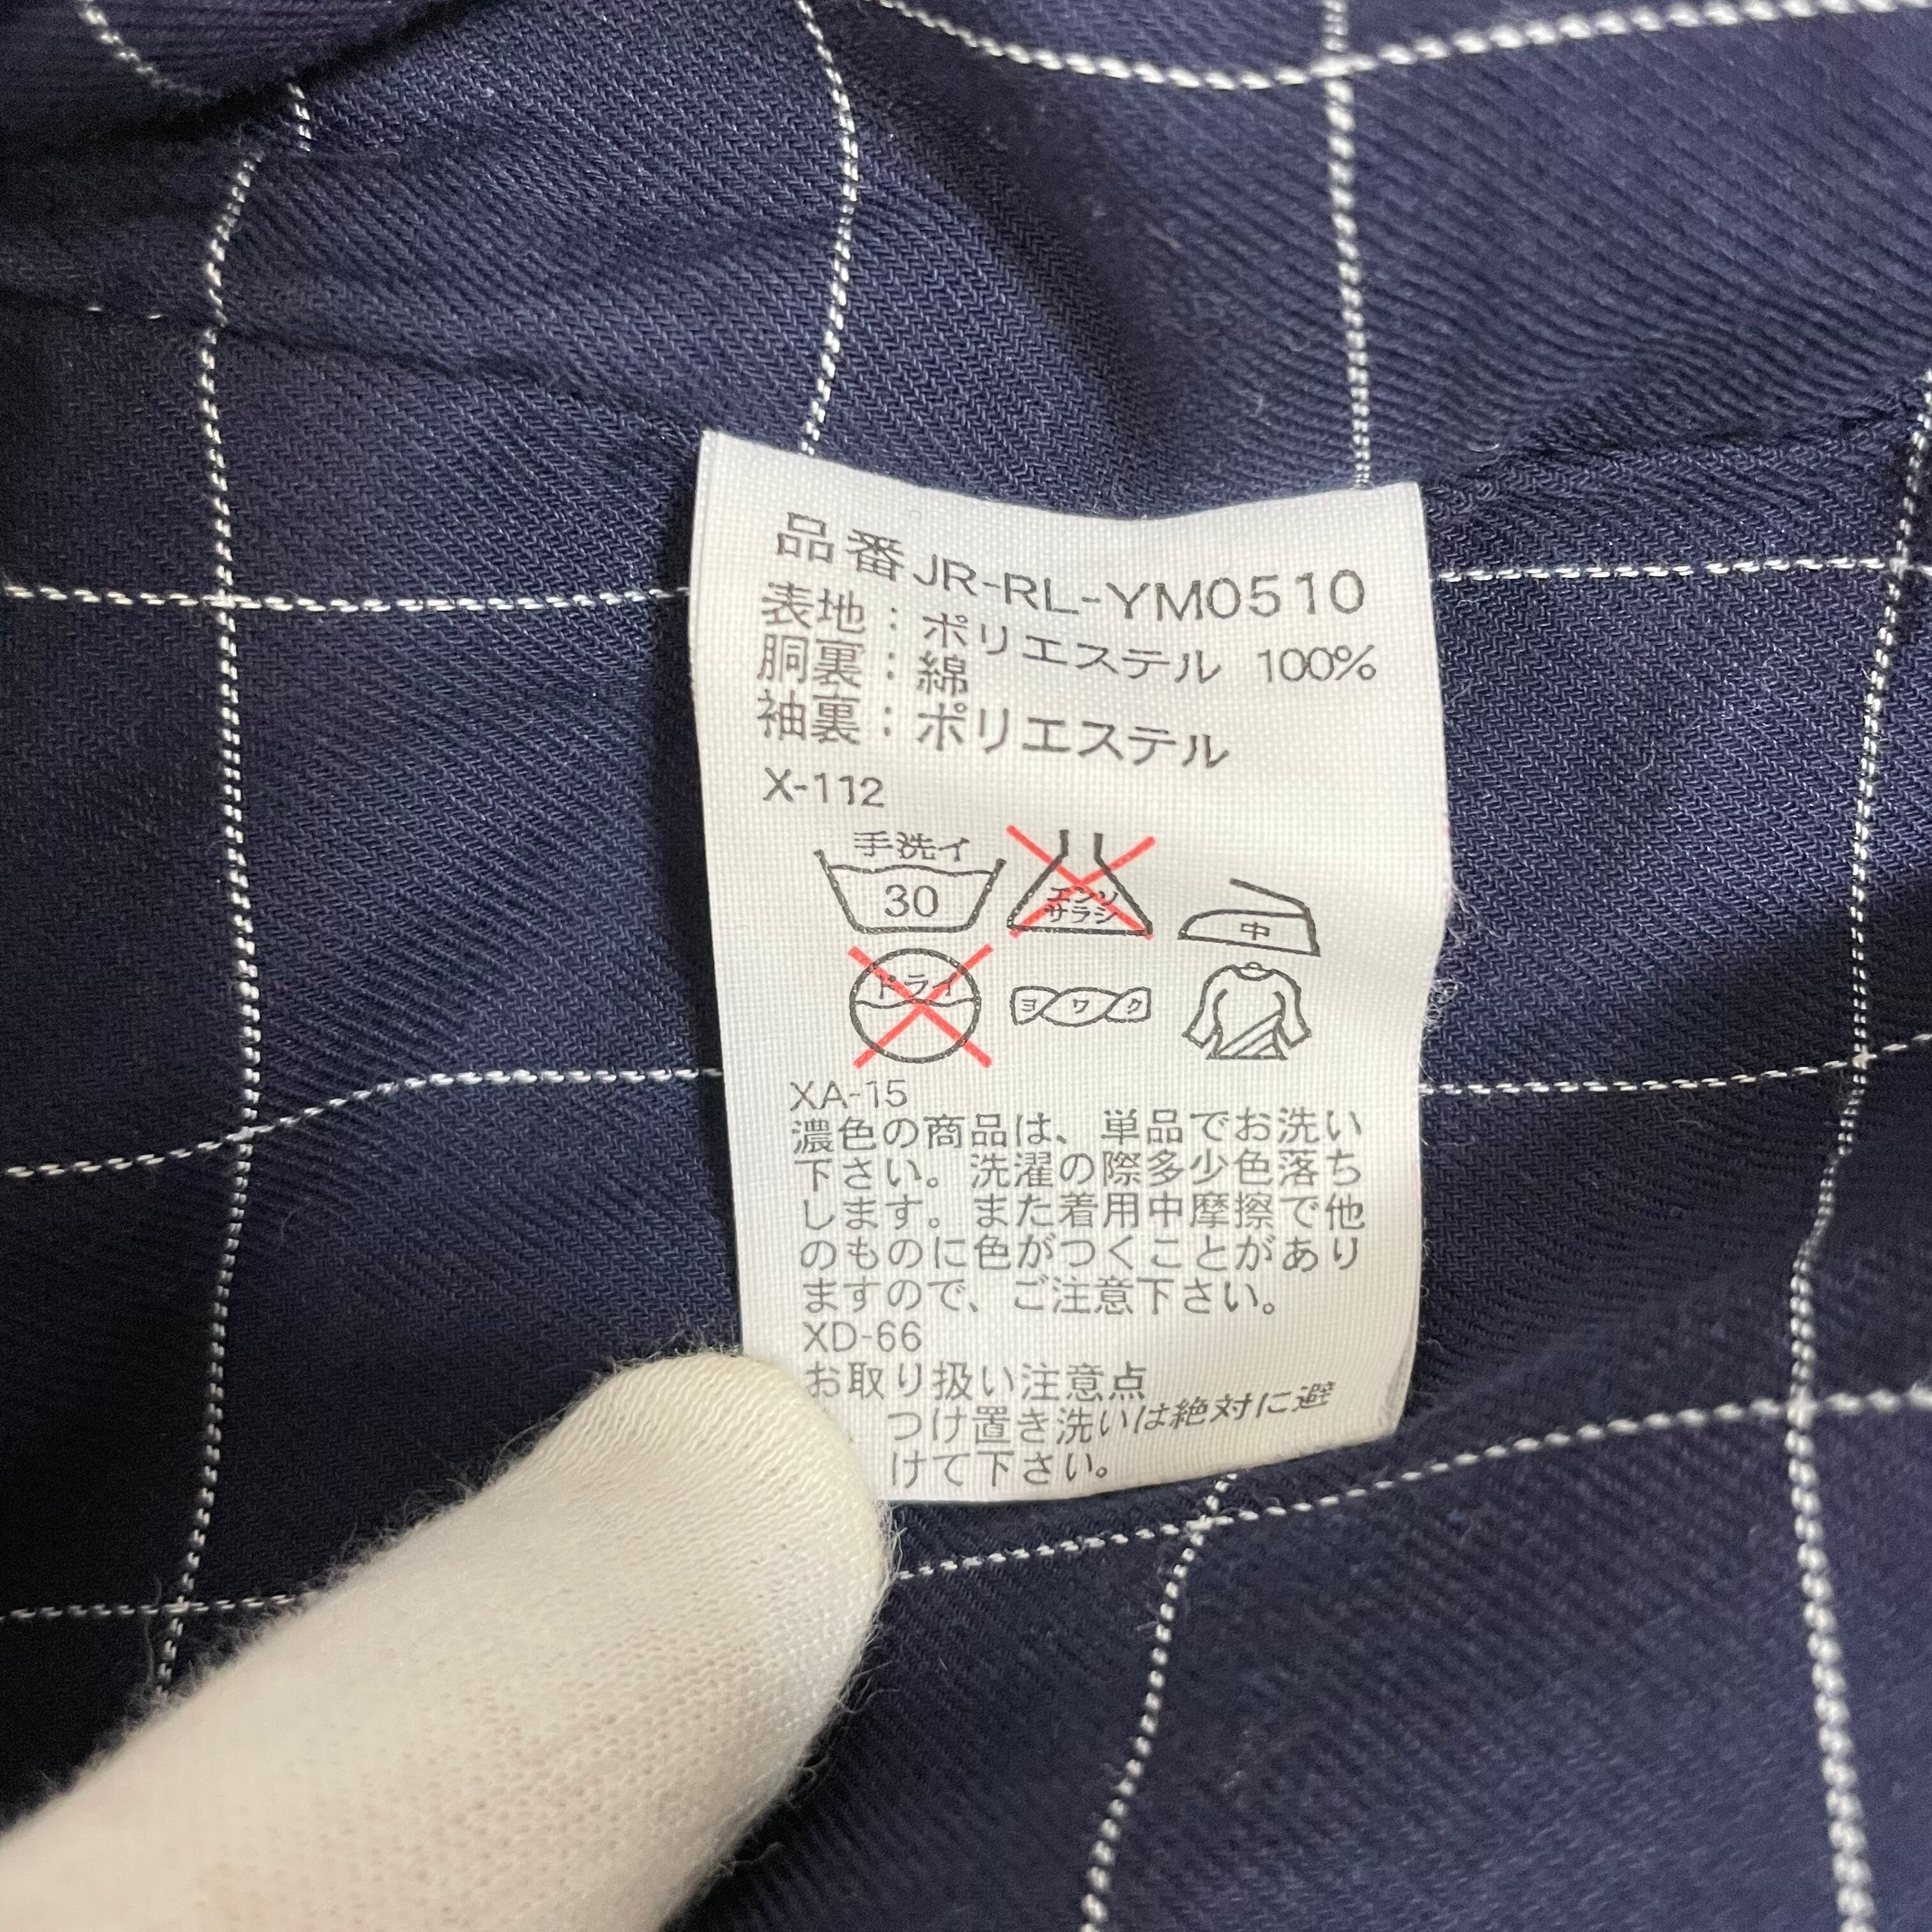 品番JR-RL-YM0510
表地：ポリエステル 100%
胴裏：綿
袖裏：ポリエステル
X-112
手洗イ
30
エンソ
サラシ
中
ドライ
ヨワク
XA-15
濃色の商品は、単品でお洗い
下さい。洗濯の際多少色落ち
します。また着用中摩擦で他
のものに色がつくことがあり
ますので、ご注意下さい。
XD-66
お取り扱い注意点
つけ置き洗いは絶対に避
けて下さい。